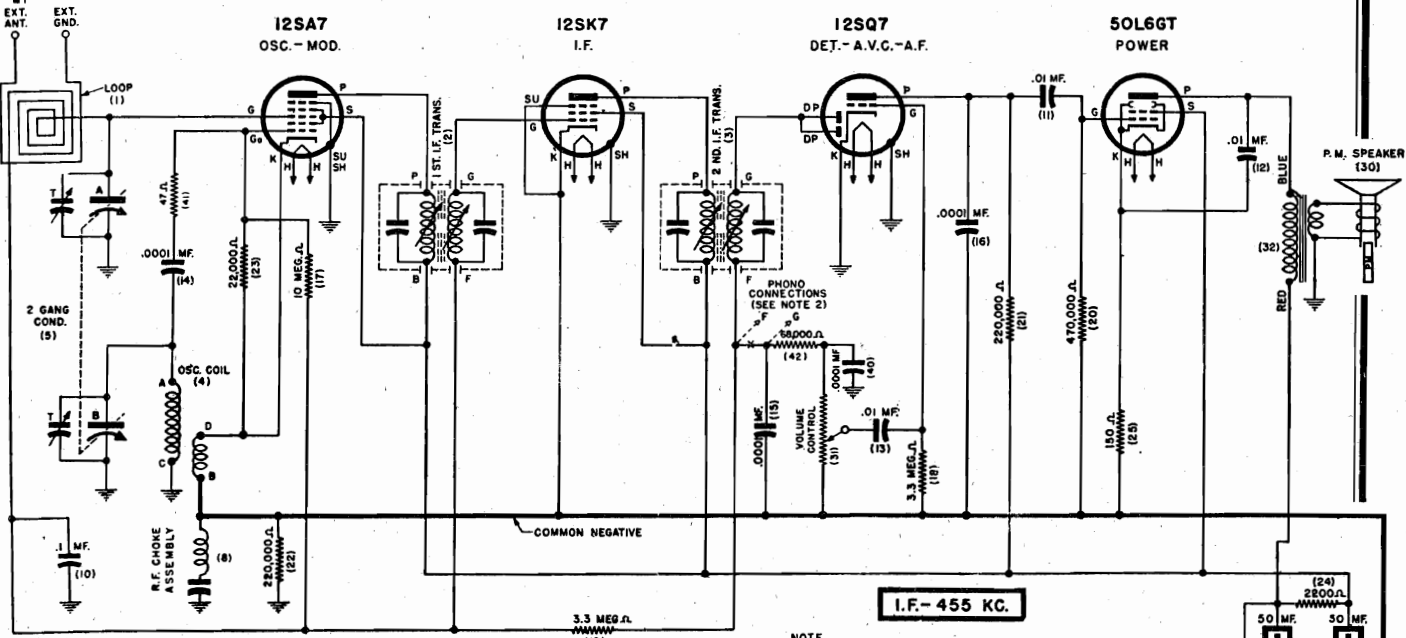 EXT.
ANT.
EXT.
GND.
LOOP
(1)
12SA7
OSC.-MOD.
12SK7
I.F.
12SQ7
DET.-A.V.C.-A.F.
50L6GT
POWER
P
G
S
Go
K
H
H
SU
SH
1 ST. I.F. TRANS.
(2)
P
G
B
F
SU
G
P
S
K
H
H
SH
2 ND. I.F. TRANS.
(3)
P
G
B
F
DP
DP
P
G
K
H
H
SH
.01 MF.
(11)
G
P
S
K
H
H
.01 MF.
(12)
BLUE
RED
(32)
P.M. SPEAKER
(30)
P.M.
T
A
47Ω
(41)
.0001 MF.
(14)
22,000Ω
(23)
10 MEG.Ω
(17)
2 GANG
COND.
(5)
T
B
OSC. COIL
(4)
A
C
D
B
PHONO
CONNECTIONS
(SEE NOTE 2)
F
G
68,000Ω
(42)
.0001 MF.
(15)
.0001 MF
(40)
VOLUME
CONTROL
(31)
.01 MF.
(13)
3.3 MEG.Ω
(18)
.0001 MF.
(16)
220,000Ω
(21)
470,000Ω
(20)
150Ω
(25)
.1 MF.
(10)
R.F. CHOKE
ASSEMBLY
(8)
220,000Ω
(22)
COMMON NEGATIVE
I.F.-455 KC.
3.3 MEG.Ω
(24)
2200Ω
50 MF.
30 MF.
NOTE